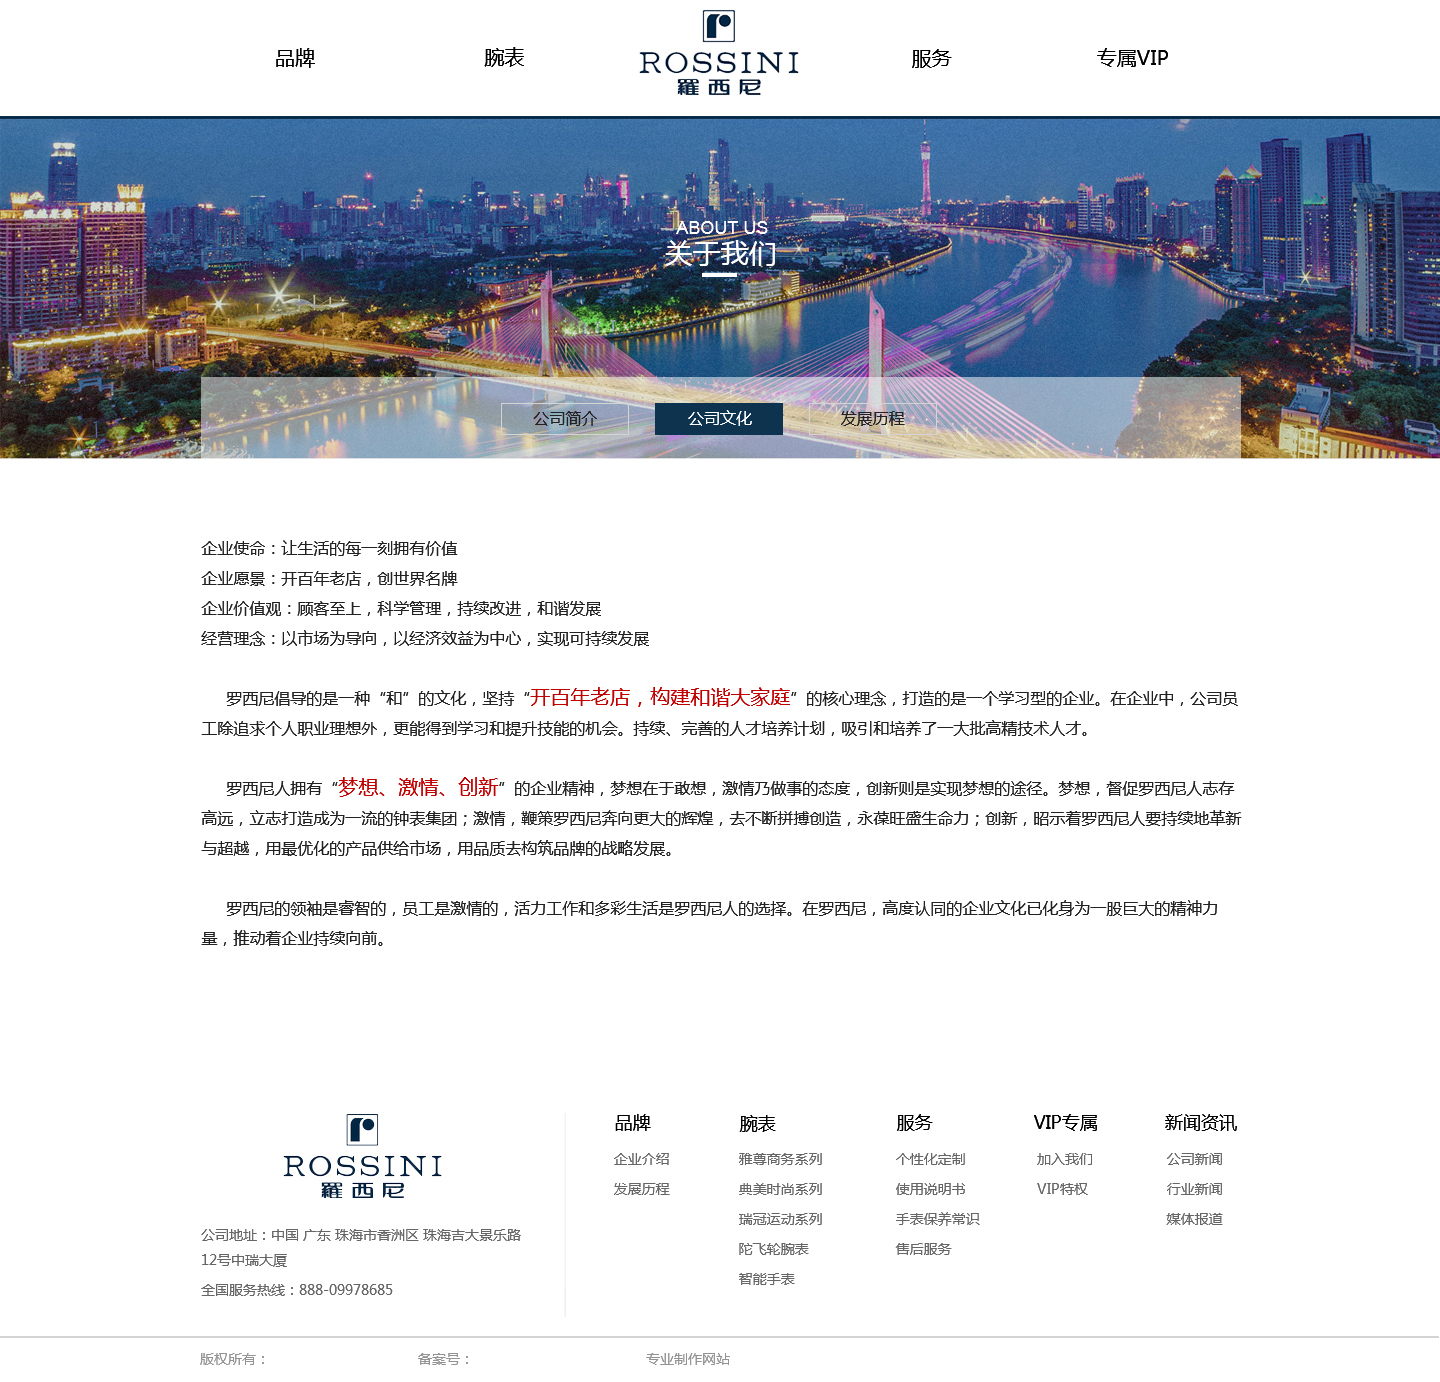 品牌
腕表
ROSSINI
羅西尼
服务
专属VIP
ABOUT US
关于我们
公司简介
公司文化
发展历程
企业使命：让生活的每一刻拥有价值
企业愿景：开百年老店，创世界名牌
企业价值观：顾客至上，科学管理，持续改进，和谐发展
经营理念：以市场为导向，以经济效益为中心，实现可持续发展
罗西尼倡导的是一种“和”的文化，坚持“开百年老店，构建和谐大家庭”的核心理念，打造的是一个学习型的企业。在企业中，公司员
工除追求个人职业理想外，更能得到学习和提升技能的机会。持续、完善的人才培养计划，吸引和培养了一大批高精技术人才。
罗西尼人拥有“梦想、激情、创新”的企业精神，梦想在于敢想，激情乃做事的态度，创新则是实现梦想的途径。梦想，督促罗西尼人志存
高远，立志打造成为一流的钟表集团；激情，鞭策罗西尼奔向更大的辉煌，去不断拼搏创造，永葆旺盛生命力；创新，昭示着罗西尼人要持续地革新
与超越，用最优化的产品供给市场，用品质去构筑品牌的战略发展。
罗西尼的领袖是睿智的，员工是激情的，活力工作和多彩生活是罗西尼人的选择。在罗西尼，高度认同的企业文化已化身为一股巨大的精神力
量，推动着企业持续向前。
ROSSINI
羅西尼
公司地址：中国 广东 珠海市香洲区 珠海吉大景乐路
12号中瑞大厦
全国服务热线：888-09978685
品牌
企业介绍
发展历程
腕表
雅尊商务系列
典美时尚系列
瑞冠运动系列
陀飞轮腕表
智能手表
服务
个性化定制
使用说明书
手表保养常识
售后服务
VIP专属
加入我们
VIP特权
新闻资讯
公司新闻
行业新闻
媒体报道
版权所有：
备案号：
专业制作网站